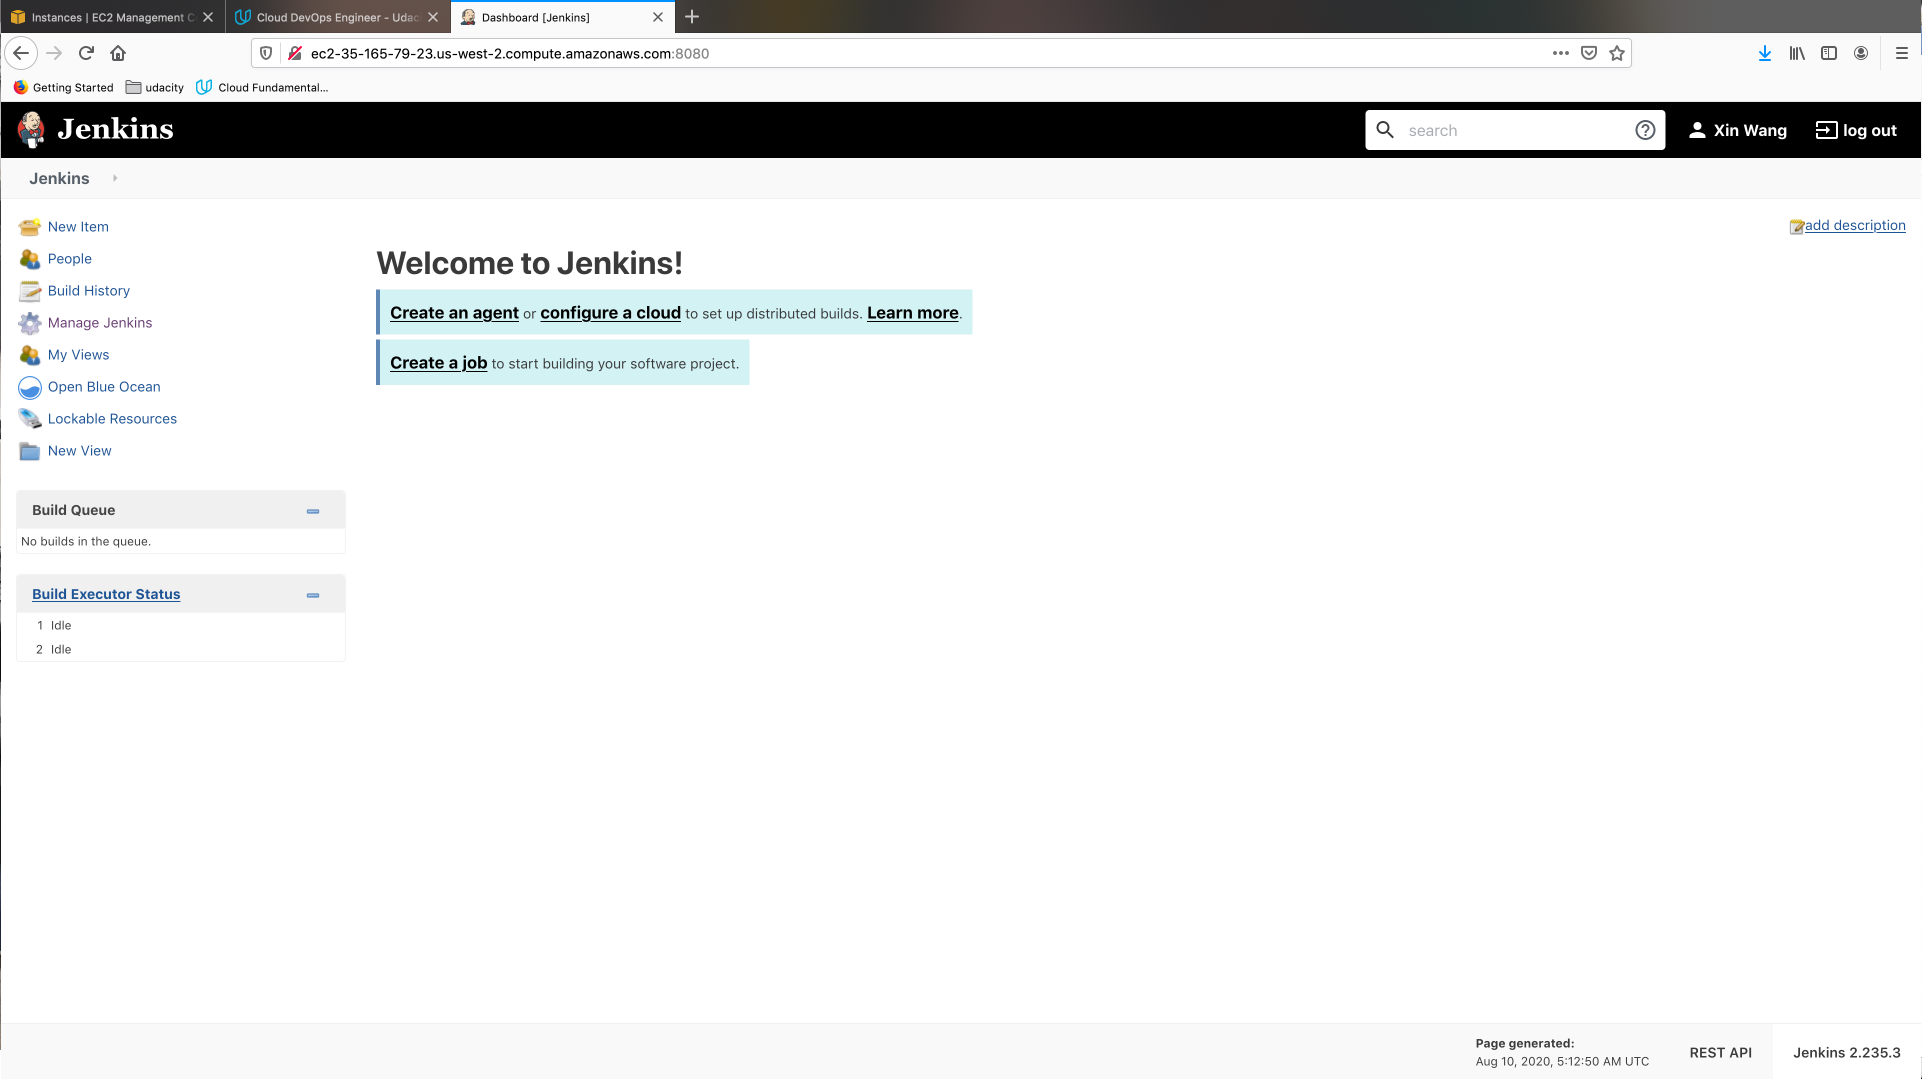 Instances | EC2 Management C
Cloud DevOps Engineer - Udac
Dashboard [Jenkins]
ec2-35-165-79-23.us-west-2.compute.amazonaws.com:8080
Getting Started
udacity
Cloud Fundamental...
Jenkins
search
Xin Wang
log out
Jenkins
New Item
People
Build History
Manage Jenkins
My Views
Open Blue Ocean
Lockable Resources
New View
add description
Welcome to Jenkins!
Create an agent or configure a cloud to set up distributed builds. Learn more.
Create a job to start building your software project.
Build Queue
No builds in the queue.
Build Executor Status
1 Idle
2 Idle
Page generated:
Aug 10, 2020, 5:12:50 AM UTC
REST API
Jenkins 2.235.3